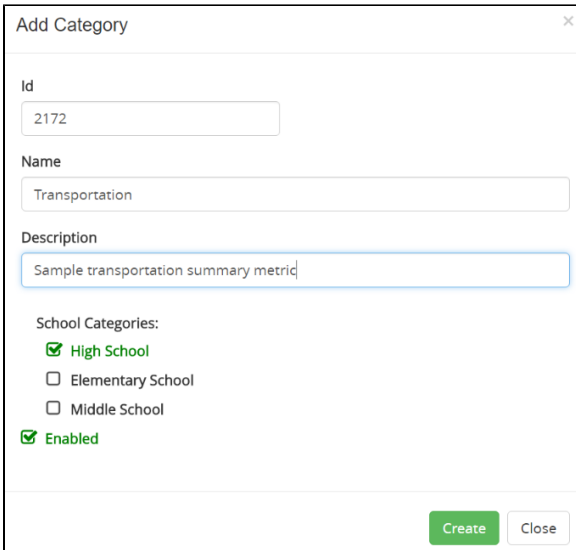 Add Category
×
Id
2172
Name
Transportation
Description
Sample transportation summary metric
School Categories:
High School
Elementary School
Middle School
Enabled
Create Close